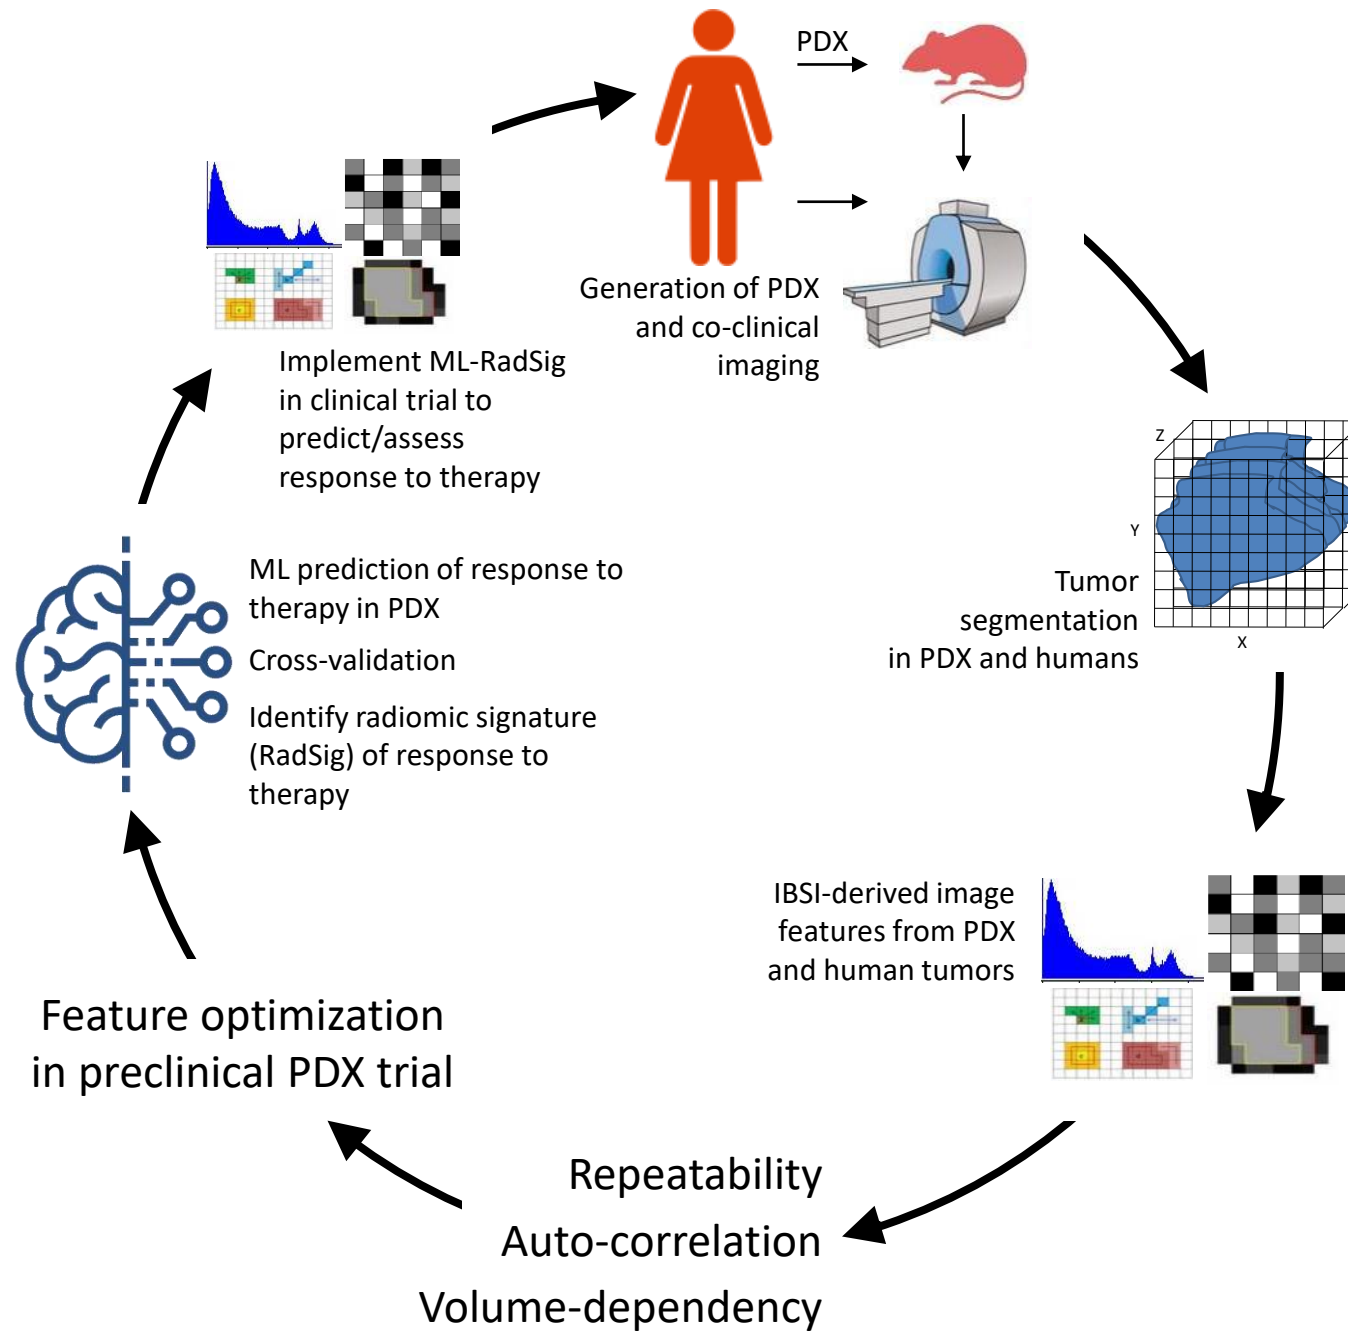 PDX
Generation of PDX
and co-clinical
imaging
Z
Y
X
Tumor
segmentation
in PDX and humans
IBSI-derived image
features from PDX
and human tumors
Repeatability
Auto-correlation
Volume-dependency
Feature optimization
in preclinical PDX trial
ML prediction of response to
therapy in PDX
Cross-validation
Identify radiomic signature
(RadSig) of response to
therapy
Implement ML-RadSig
in clinical trial to
predict/assess
response to therapy